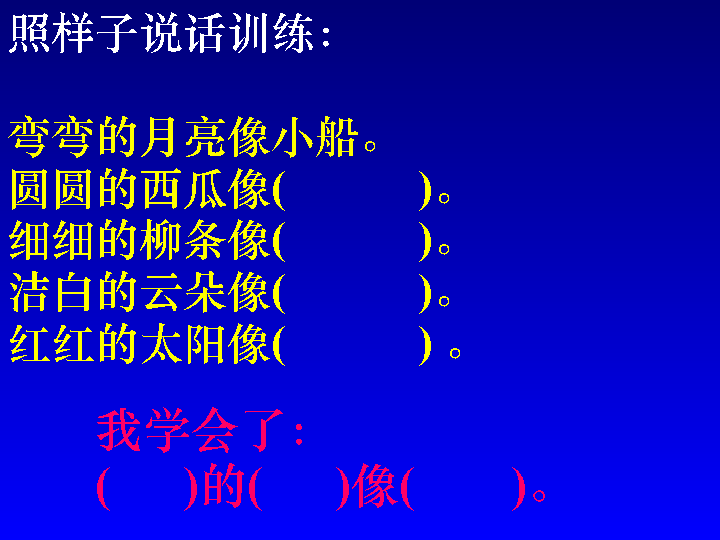 照样子说话训练：
弯弯的月亮像小船。
圆圆的西瓜像(          )。
细细的柳条像(          )。
洁白的云朵像(          )。
红红的太阳像(          ) 。
我学会了：
(     )的(     )像(      )。